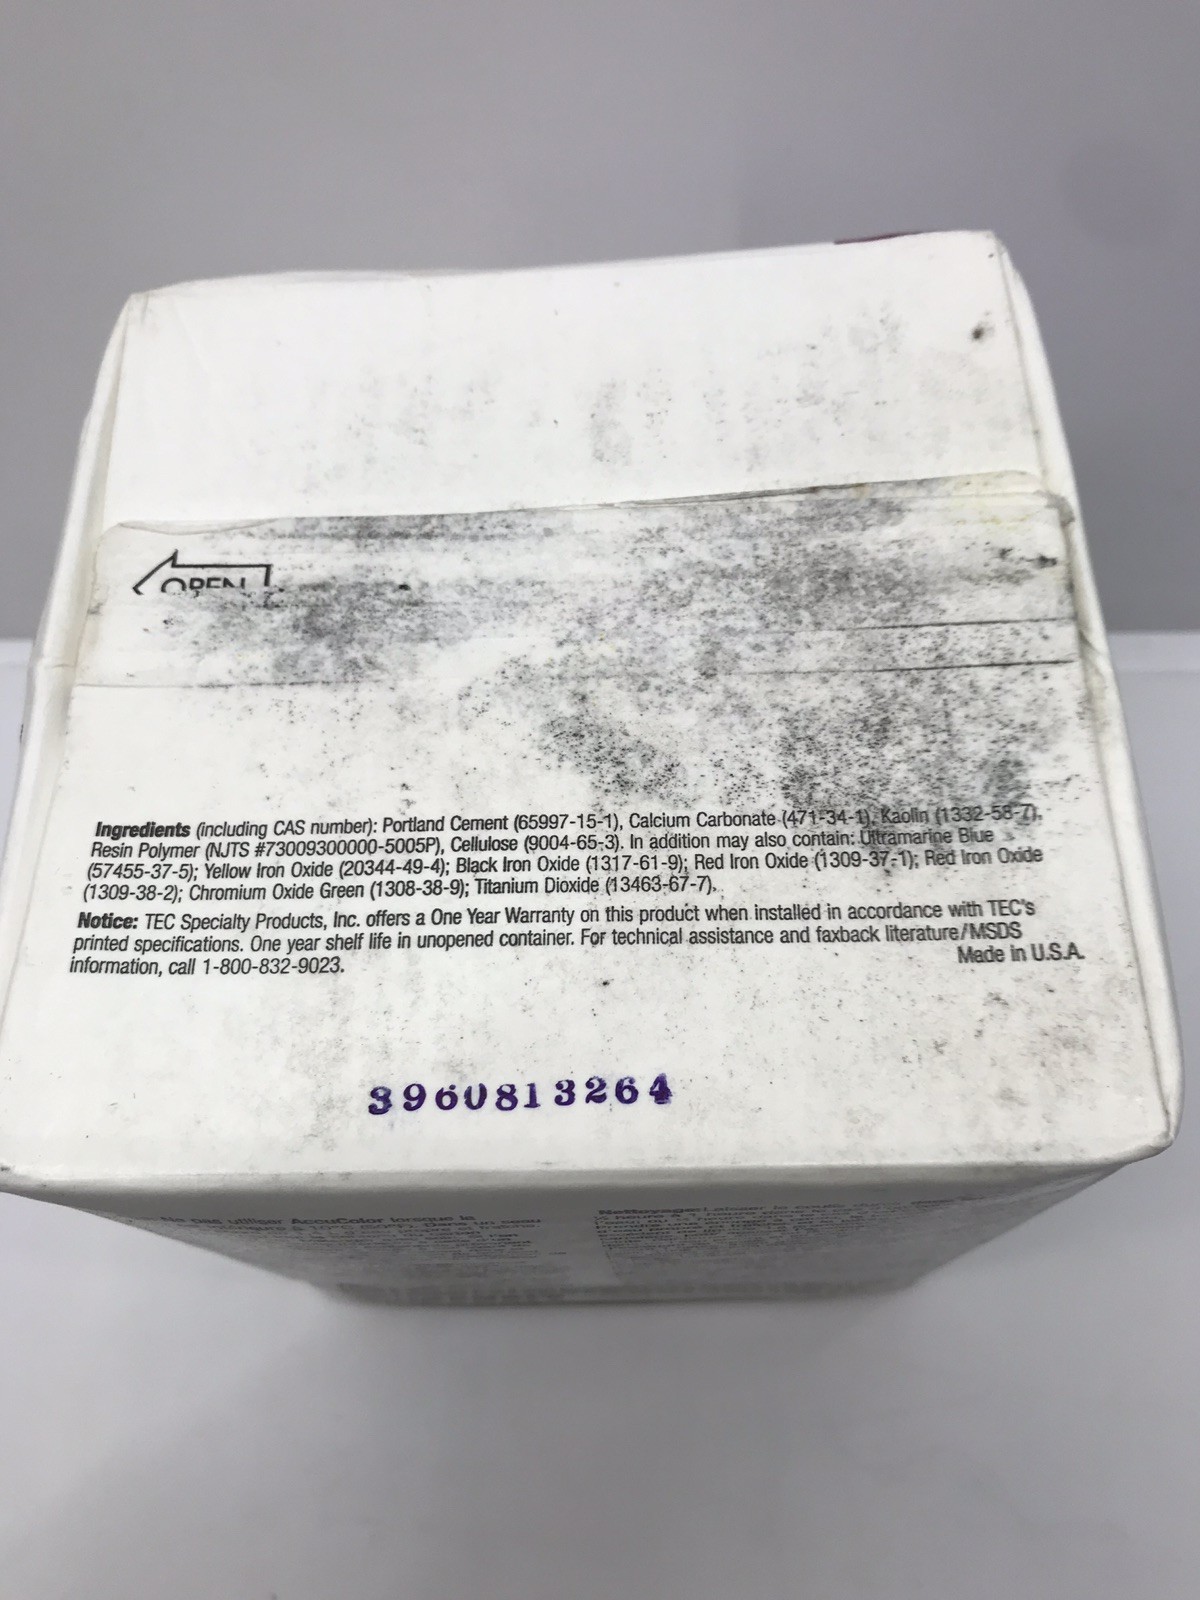 OPEN
Ingredients (including CAS number): Portland Cement (65997-15-1), Calcium Carbonate (471-34-1), Kaolin (1332-58-7),
Resin Polymer (NJTS #73009300000-5005P), Cellulose (9004-65-3). In addition may also contain: Ultramarine Blue
(57455-37-5); Yellow Iron Oxide (20344-49-4); Black Iron Oxide (1317-61-9); Red Iron Oxide (1309-37-1); Red Iron Oxide
(1309-38-2); Chromium Oxide Green (1308-38-9); Titanium Dioxide (13463-67-7).
Notice: TEC Specialty Products, Inc. offers a One Year Warranty on this product when installed in accordance with TEC's
printed specifications. One year shelf life in unopened container. For technical assistance and faxback literature/MSDS
information, call 1-800-832-9023.
Made in U.S.A.
3960813264
Ne pas utiliser AccuColor lorsque la
Nettoyage: Laisser le coulis